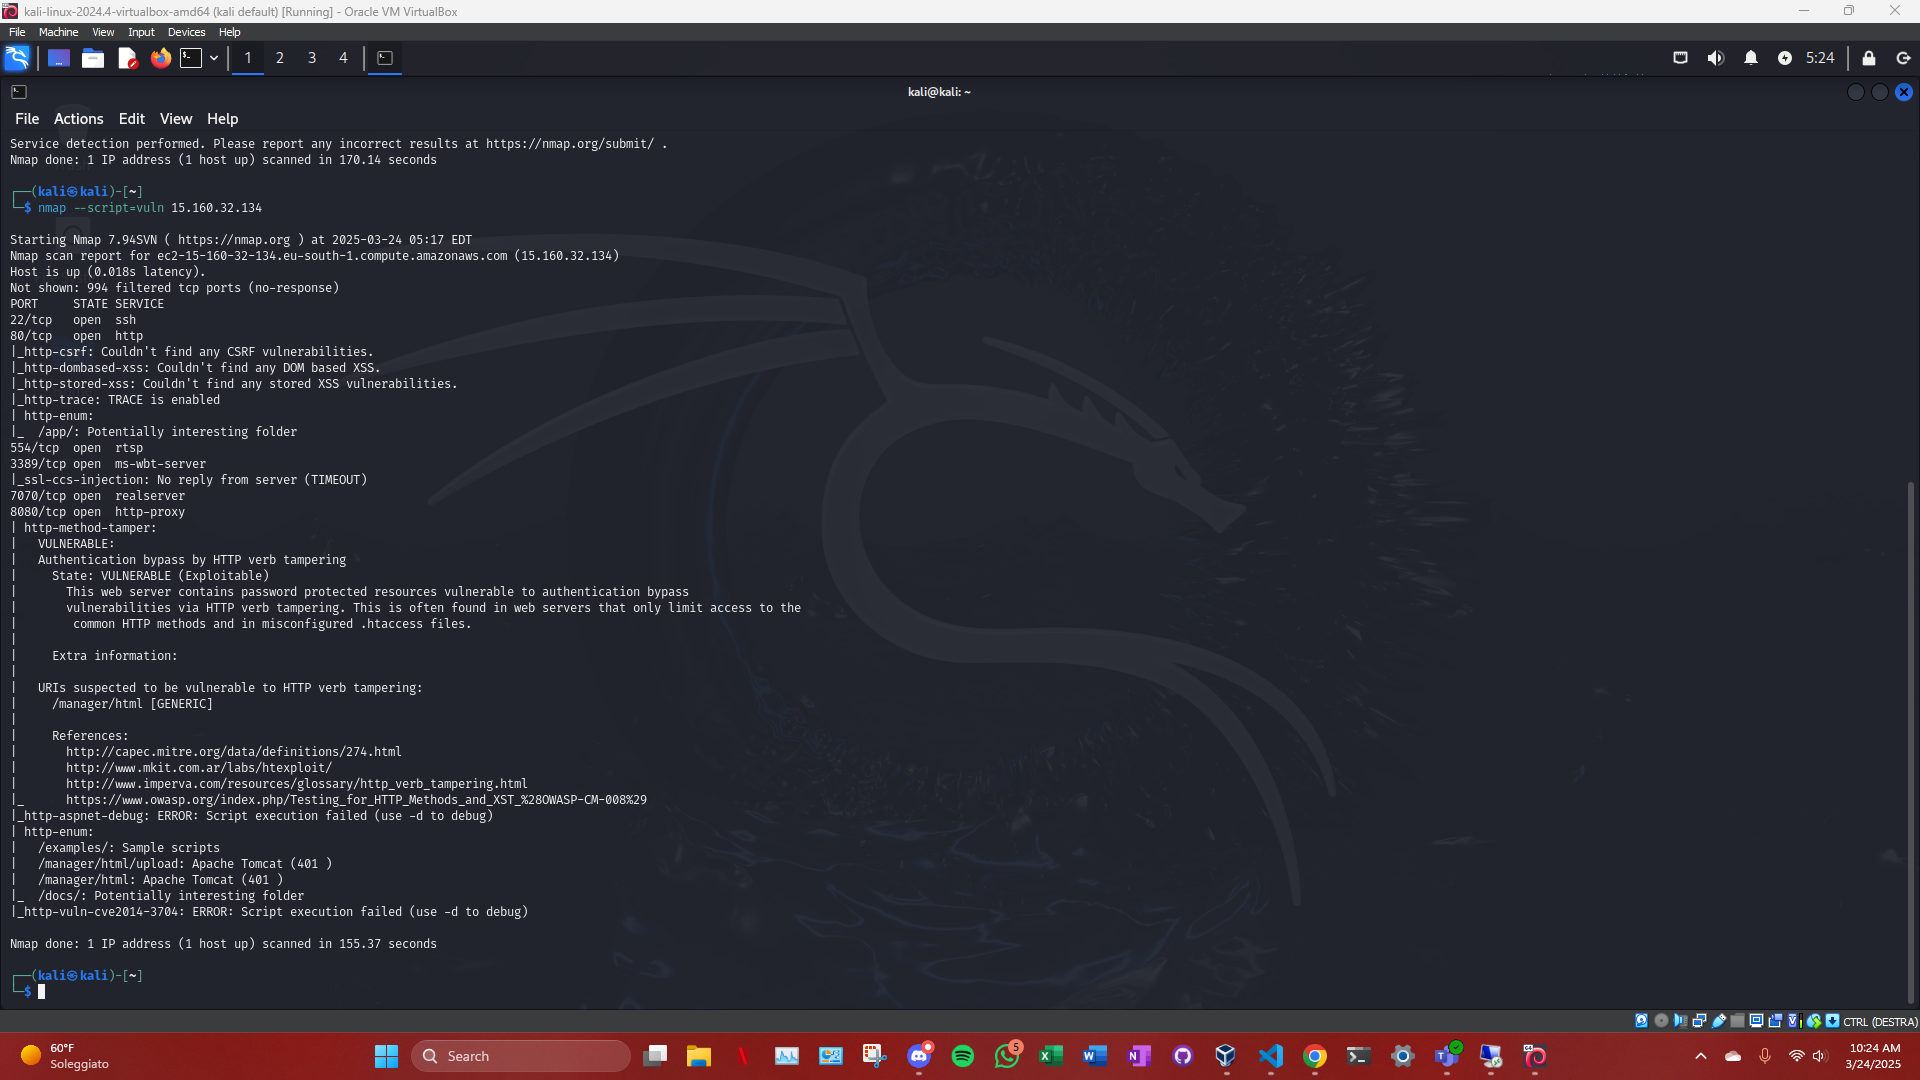 kali-linux-2024.4-virtualbox-amd64 (kali default) [Running] - Oracle VM VirtualBox
File Machine View Input Devices Help
1 2 3 4 5:24
kali@kali: ~
File Actions Edit View Help
Service detection performed. Please report any incorrect results at https://nmap.org/submit/ .
Nmap done: 1 IP address (1 host up) scanned in 170.14 seconds
┌──(kali㉿kali)-[~]
└─$ nmap --script=vuln 15.160.32.134
Starting Nmap 7.94SVN ( https://nmap.org ) at 2025-03-24 05:17 EDT
Nmap scan report for ec2-15-160-32-134.eu-south-1.compute.amazonaws.com (15.160.32.134)
Host is up (0.018s latency).
Not shown: 994 filtered tcp ports (no-response)
PORT     STATE SERVICE
22/tcp   open  ssh
80/tcp   open  http
|_http-csrf: Couldn't find any CSRF vulnerabilities.
|_http-dombased-xss: Couldn't find any DOM based XSS.
|_http-stored-xss: Couldn't find any stored XSS vulnerabilities.
|_http-trace: TRACE is enabled
| http-enum:
|_  /app/: Potentially interesting folder
554/tcp  open  rtsp
3389/tcp open  ms-wbt-server
|_ssl-ccs-injection: No reply from server (TIMEOUT)
7070/tcp open  realserver
8080/tcp open  http-proxy
| http-method-tamper:
|   VULNERABLE:
|   Authentication bypass by HTTP verb tampering
|     State: VULNERABLE (Exploitable)
|       This web server contains password protected resources vulnerable to authentication bypass
|       vulnerabilities via HTTP verb tampering. This is often found in web servers that only limit access to the
|        common HTTP methods and in misconfigured .htaccess files.
|
|     Extra information:
|
|   URIs suspected to be vulnerable to HTTP verb tampering:
|     /manager/html [GENERIC]
|
|     References:
|       http://capec.mitre.org/data/definitions/274.html
|       http://www.mkit.com.ar/labs/htexploit/
|       http://www.imperva.com/resources/glossary/http_verb_tampering.html
|_      https://www.owasp.org/index.php/Testing_for_HTTP_Methods_and_XST_%28OWASP-CM-008%29
|_http-aspnet-debug: ERROR: Script execution failed (use -d to debug)
| http-enum:
|   /examples/: Sample scripts
|   /manager/html/upload: Apache Tomcat (401 )
|   /manager/html: Apache Tomcat (401 )
|_  /docs/: Potentially interesting folder
|_http-vuln-cve2014-3704: ERROR: Script execution failed (use -d to debug)
Nmap done: 1 IP address (1 host up) scanned in 155.37 seconds
┌──(kali㉿kali)-[~]
└─$
CTRL (DESTRA)
60°F
Soleggiato
Search
5
10:24 AM
3/24/2025